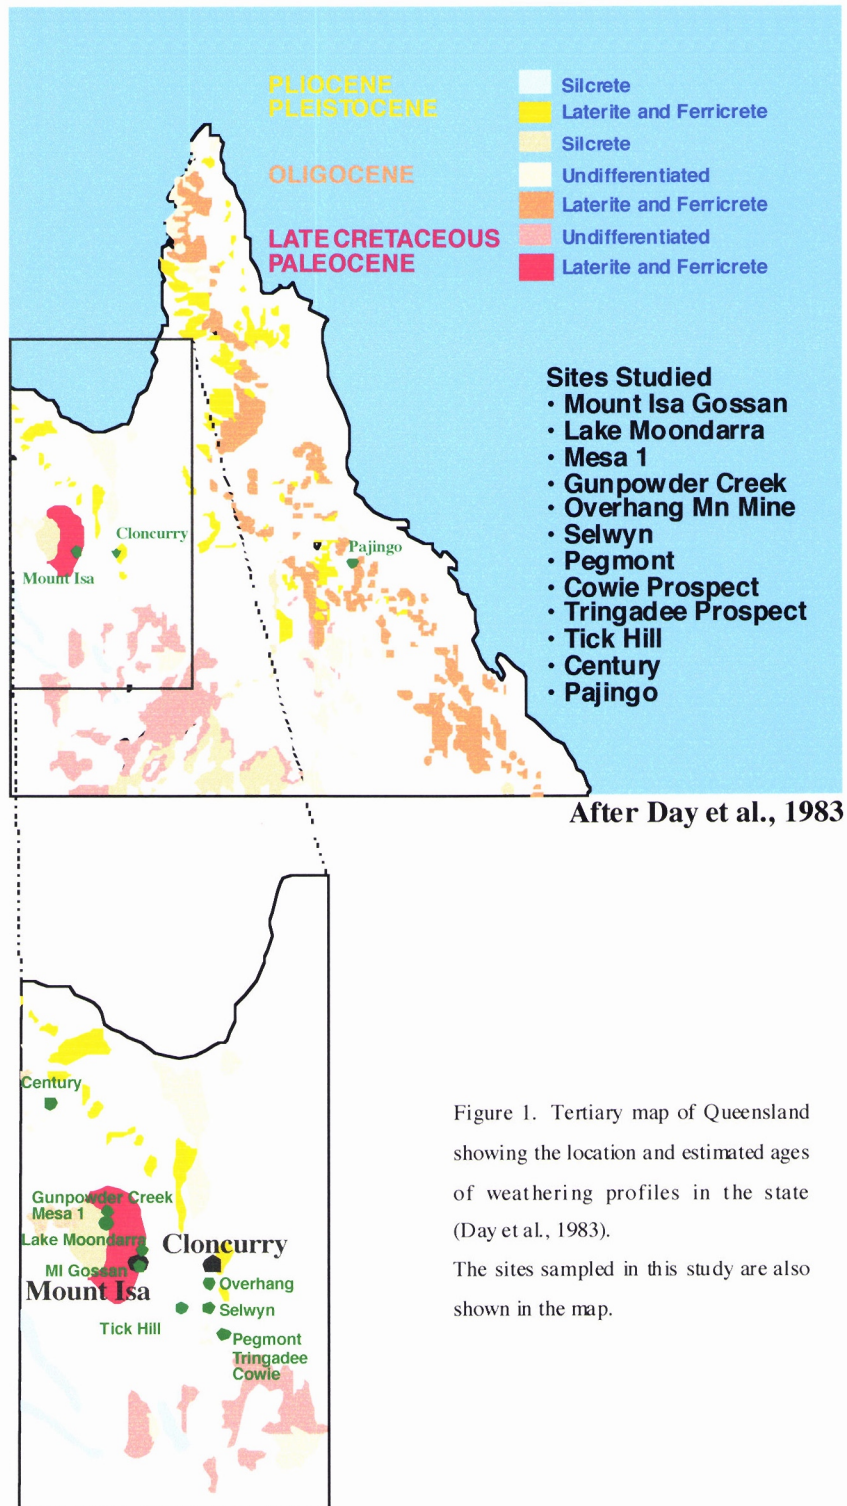 PLIOCENE
PLEISTOCENE
OLIGOCENE
LATE CRETACEOUS
PALEOCENE
Silcrete
Laterite and Ferricrete
Silcrete
Undifferentiated
Laterite and Ferricrete
Undifferentiated
Laterite and Ferricrete
Sites Studied
· Mount Isa Gossan
· Lake Moondarra
· Mesa 1
· Gunpowder Creek
· Overhang Mn Mine
· Selwyn
· Pegmont
· Cowie Prospect
· Tringadee Prospect
· Tick Hill
· Century
· Pajingo
Cloncurry
Mount Isa
Pajingo
After Day et al., 1983
Century
Gunpowder Creek
Mesa 1
Lake Moondarra
MI Gossan
Mount Isa
Cloncurry
Overhang
Selwyn
Tick Hill
Pegmont
Tringadee
Cowie
Figure 1. Tertiary map of Queensland
showing the location and estimated ages
of weathering profiles in the state
(Day et al., 1983).
The sites sampled in this study are also
shown in the map.